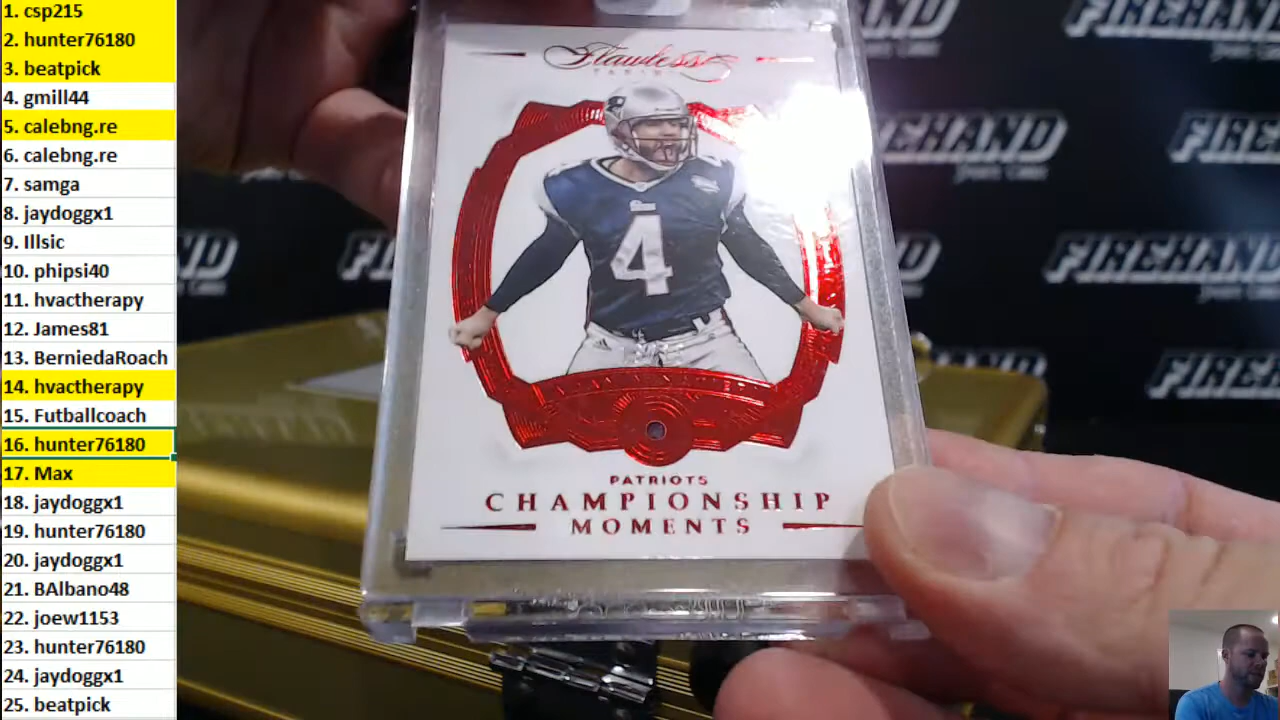 1. csp215
2. hunter76180
3. beatpick
4. gmill44
5. calebng.re
6. calebng.re
7. samga
8. jaydoggx1
9. Illsic
10. phipsi40
11. hvactherapy
12. James81
13. BerniedaRoach
14. hvactherapy
15. Futballcoach
16. hunter76180
17. Max
18. jaydoggx1
19. hunter76180
20. jaydoggx1
21. BAlbano48
22. joew1153
23. hunter76180
24. jaydoggx1
25. beatpick
Flawless
PANINI
4
4
PATRIOTS
CHAMPIONSHIP
MOMENTS
FIREHAND
FIREHAND
FIREHAND
FIREHAND
FIREHAND
FIREHAND